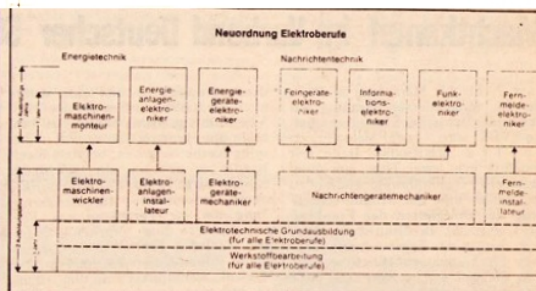 Neuordnung Elektroberufe
Energietechnik
Nachrichtentechnik
Elektro-
maschinen-
monteur
Energie-
anlagen-
elektro-
niker
Energie-
geräte-
elektro-
niker
Feingeräte-
elektro-
niker
Informa-
tions-
elektro-
niker
Funk-
elektro-
niker
Fern-
melde-
elektro-
niker
Elektro-
maschinen-
wickler
Elektro-
anlagen-
instal-
lateur
Elektro-
geräte-
mechaniker
Nachrichtengerätemechaniker
Fern-
melde-
instal-
lateur
Elektrotechnische Grundausbildung
(für alle Elektroberufe)
Werkstoffbearbeitung
(für alle Elektroberufe)